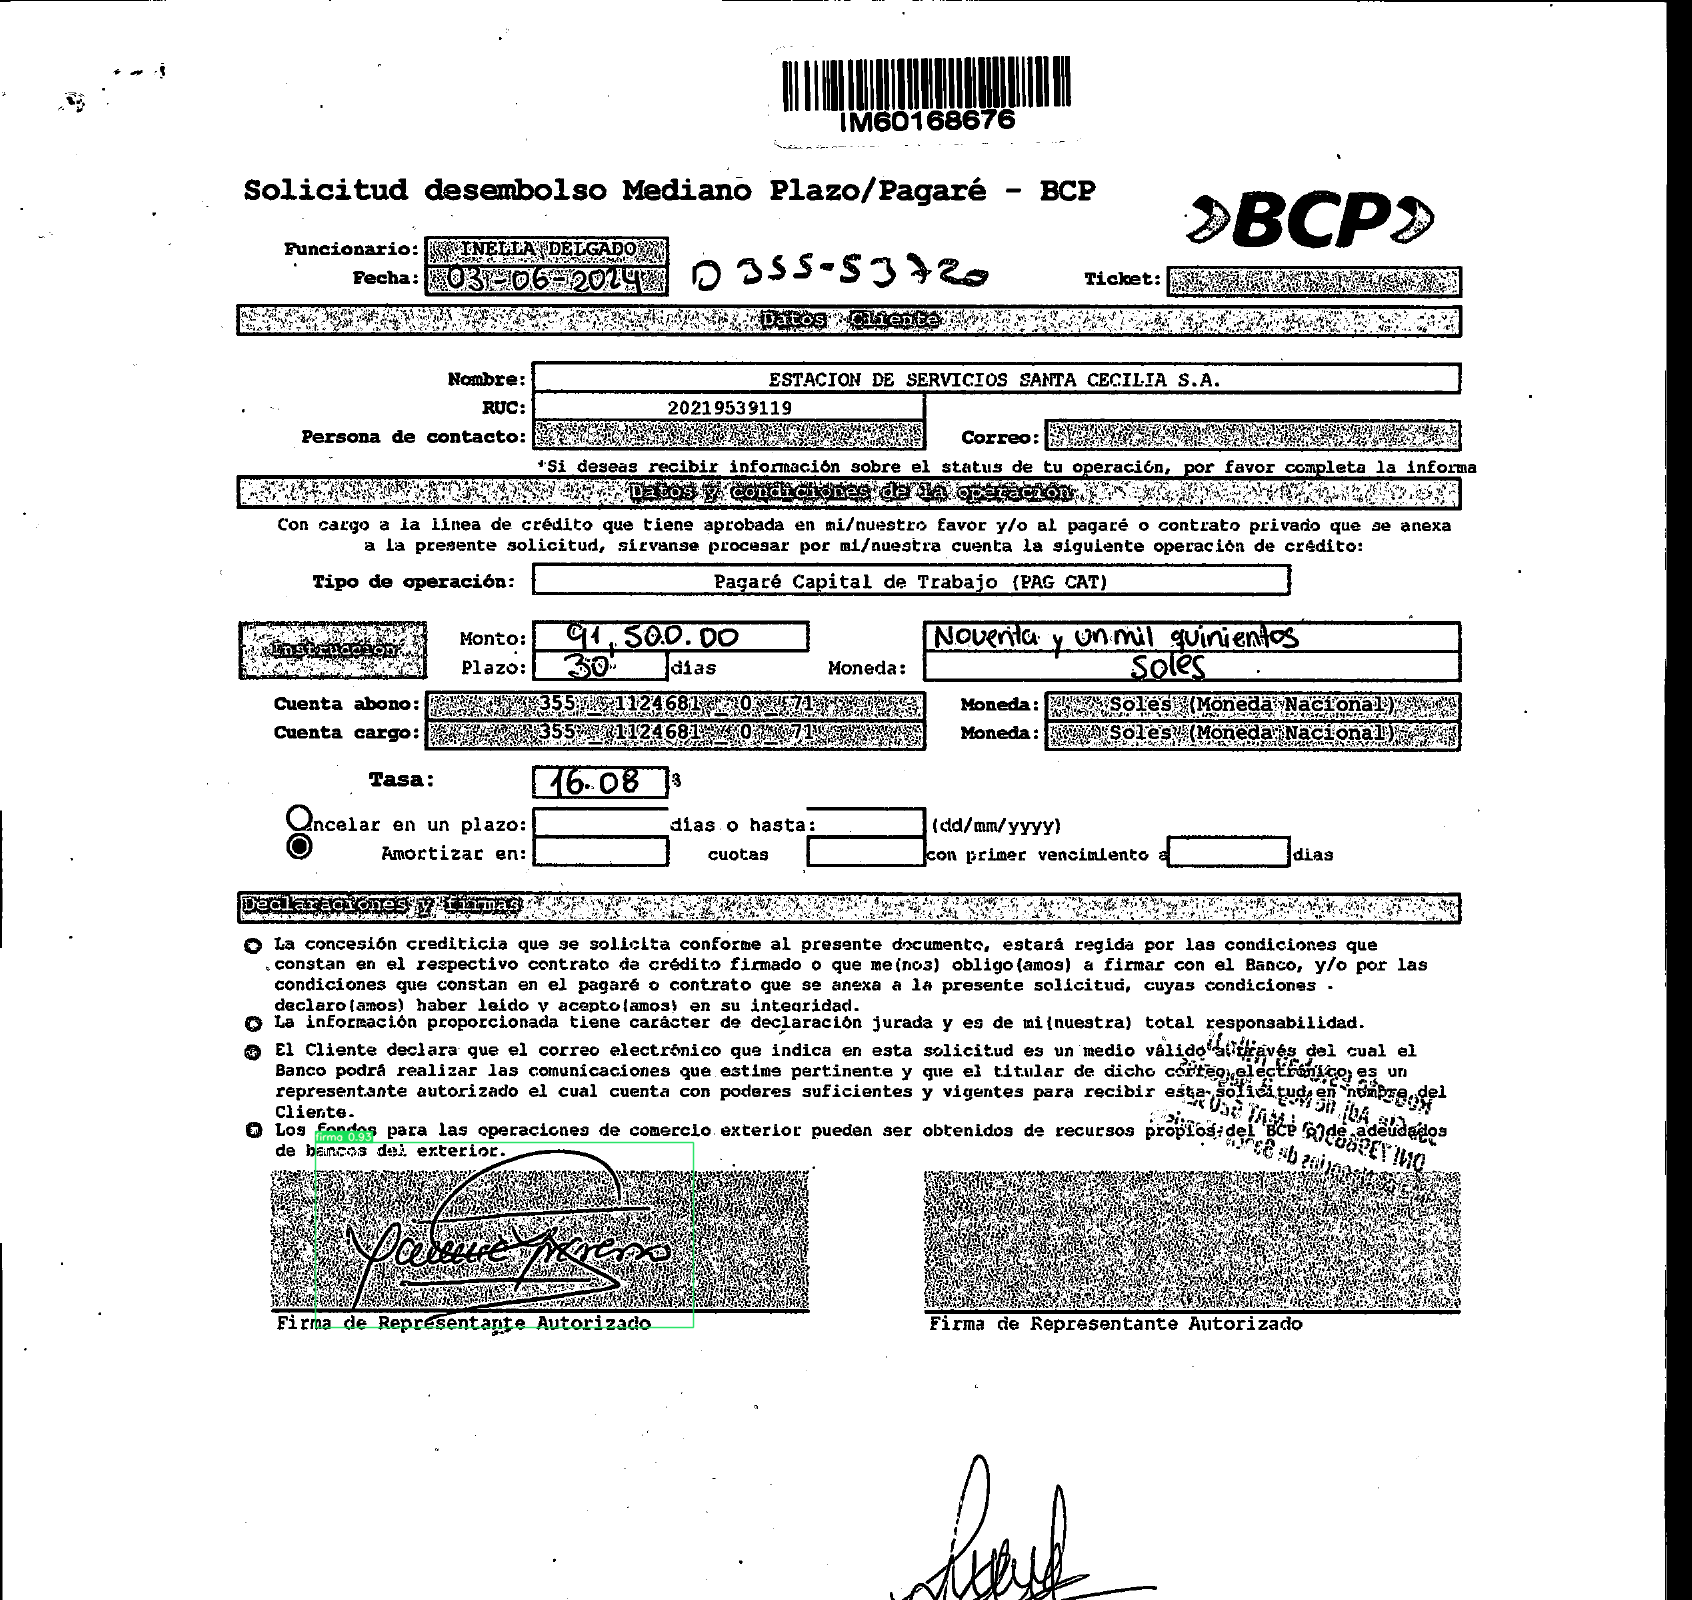 IM60168676
Solicitud desembolso Mediano Plazo/Pagaré - BCP
BCP
Funcionario: INELLA DELGADO
Fecha: 03-06-2024 D 355-53720 Ticket:
Datos Cliente
Nombre: ESTACION DE SERVICIOS SANTA CECILIA S.A.
RUC: 20219539119
Persona de contacto: Correo:
*Si deseas recibir información sobre el status de tu operación, por favor completa la informa
Datos y condiciones de la operación
Con cargo a la linea de crédito que tiene aprobada en mi/nuestro favor y/o al pagaré o contrato privado que se anexa
a la presente solicitud, sirvanse procesar por mi/nuestra cuenta la siguiente operación de crédito:
Tipo de operación: Pagaré Capital de Trabajo (PAG CAT)
Instrucción Monto: 91,500.00 Noventa y un mil quinientos
Plazo: 30 dias Moneda: Soles
Cuenta abono: 355 _ 1124681 _ 0 _ 71 Moneda: Soles (Moneda Nacional)
Cuenta cargo: 355 _ 1124681 _ 0 _ 71 Moneda: Soles (Moneda Nacional)
Tasa: 16.08 %
ncelar en un plazo: dias o hasta: (dd/mm/yyyy)
Amortizar en: cuotas con primer vencimiento a dias
Declaraciones y firmas
La concesión crediticia que se solicita conforme al presente documento, estará regida por las condiciones que
constan en el respectivo contrato de crédito firmado o que me(nos) obligo(amos) a firmar con el Banco, y/o por las
condiciones que constan en el pagaré o contrato que se anexa a la presente solicitud, cuyas condiciones
declaro(amos) haber leido y acepto(amos) en su integridad.
La información proporcionada tiene carácter de declaración jurada y es de mi(nuestra) total responsabilidad.
El Cliente declara que el correo electrónico que indica en esta solicitud es un medio válido a través del cual el
Banco podrá realizar las comunicaciones que estime pertinente y que el titular de dicho correo electrónico es un
representante autorizado el cual cuenta con poderes suficientes y vigentes para recibir esta solicitud en nombre del
Cliente.
Los fondos para las operaciones de comercio exterior pueden ser obtenidos de recursos propios del BCP o de adeudados
de bancos del exterior.
firma 0.93
Firma de Representante Autorizado Firma de Representante Autorizado